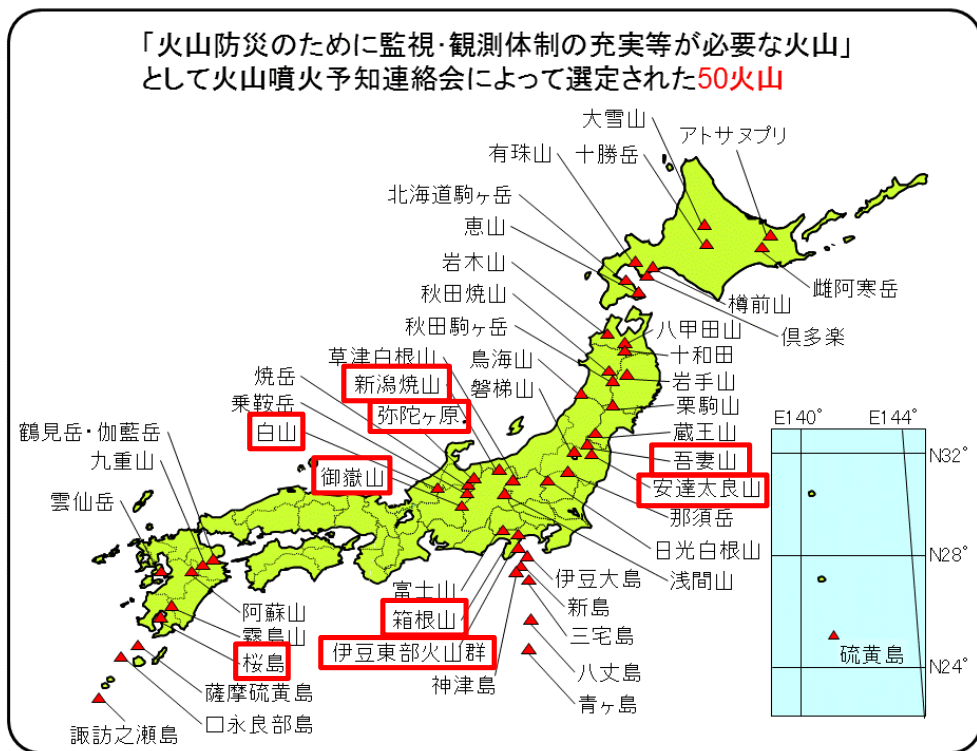 「火山防災のために監視・観測体制の充実等が必要な火山」
として火山噴火予知連絡会によって選定された50火山
大雪山
アトサヌプリ
十勝岳
有珠山
北海道駒ヶ岳
恵山
岩木山
秋田焼山
秋田駒ヶ岳
草津白根山
鳥海山
焼岳
新潟焼山
磐梯山
乗鞍岳
弥陀ヶ原
白山
鶴見岳・伽藍岳
九重山
御嶽山
雲仙岳
雌阿寒岳
樽前山
倶多楽
八甲田山
十和田
岩手山
栗駒山
蔵王山
吾妻山
安達太良山
那須岳
日光白根山
浅間山
伊豆大島
新島
三宅島
八丈島
青ヶ島
富士山
箱根山
伊豆東部火山群
神津島
阿蘇山
霧島山
桜島
薩摩硫黄島
口永良部島
諏訪之瀬島
E140°
E144°
N32°
N28°
硫黄島
N24°